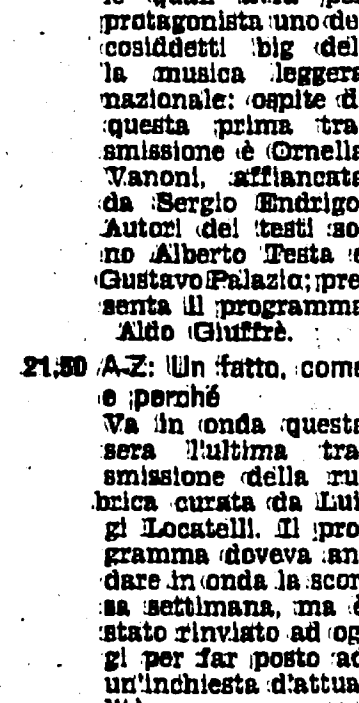 protagonista uno de
cosiddetti big del
la musica leggera
nazionale: ospite d
questa prima tra
smissione è Ornella
Vanoni, affiancata
da Sergio Endrigo
Autori dei testi so
no Alberto Testa e
Gustavo Palazio; pre
senta il programma
Aldo Giuffrè.
21,50 A-Z: Un fatto, come
e perché
Va in onda questa
sera l'ultima tra
smissione della ru
brica curata da Lui
gi Locatelli. Il pro
gramma doveva an
dare in onda la scor
sa settimana, ma è
stato rinviato ad og
gi per far posto ad
un'inchiesta d'attua